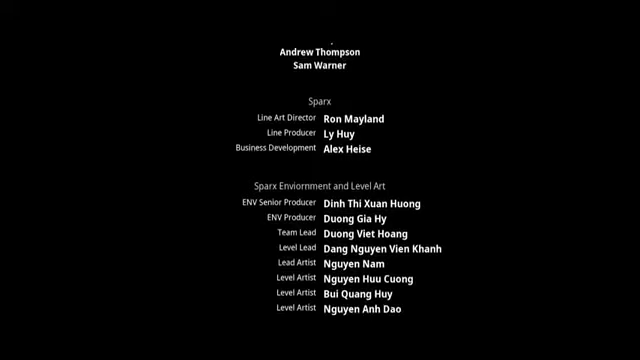 Andrew Thompson
Sam Warner
Sparx
Line Art Director Ron Mayland
Line Producer Ly Huy
Business Development Alex Heise
Sparx Enviornment and Level Art
ENV Senior Producer Dinh Thi Xuan Huong
ENV Producer Duong Gia Hy
Team Lead Duong Viet Hoang
Level Lead Dang Nguyen Vien Khanh
Lead Artist Nguyen Nam
Level Artist Nguyen Huu Cuong
Level Artist Bui Quang Huy
Level Artist Nguyen Anh Dao